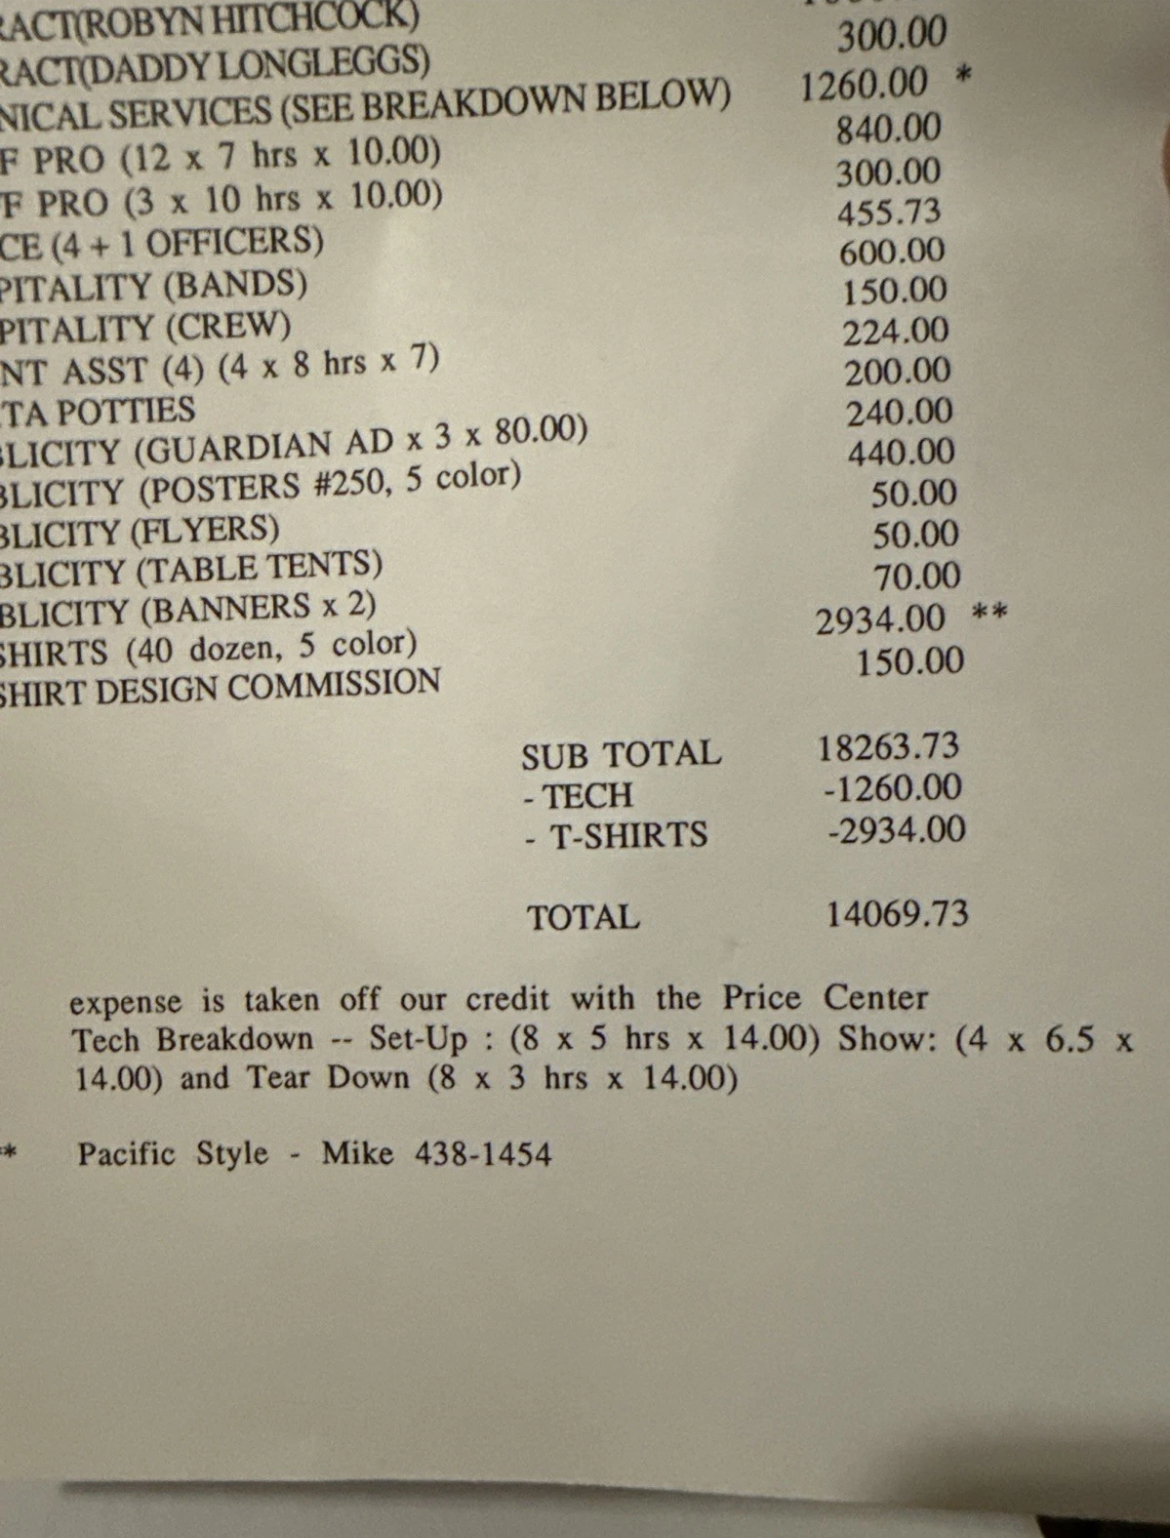 RACT(ROBYN HITCHCOCK)
RACT(DADDY LONGLEGGS) 300.00
NICAL SERVICES (SEE BREAKDOWN BELOW) 1260.00 *
F PRO (12 x 7 hrs x 10.00) 840.00
F PRO (3 x 10 hrs x 10.00) 300.00
CE (4 + 1 OFFICERS) 455.73
PITALITY (BANDS) 600.00
PITALITY (CREW) 150.00
NT ASST (4) (4 x 8 hrs x 7) 224.00
TA POTTIES 200.00
BLICITY (GUARDIAN AD x 3 x 80.00) 240.00
BLICITY (POSTERS #250, 5 color) 440.00
BLICITY (FLYERS) 50.00
BLICITY (TABLE TENTS) 50.00
BLICITY (BANNERS x 2) 70.00
SHIRTS (40 dozen, 5 color) 2934.00 **
SHIRT DESIGN COMMISSION 150.00
SUB TOTAL 18263.73
- TECH -1260.00
- T-SHIRTS -2934.00
TOTAL 14069.73
expense is taken off our credit with the Price Center
Tech Breakdown -- Set-Up : (8 x 5 hrs x 14.00) Show: (4 x 6.5 x
14.00) and Tear Down (8 x 3 hrs x 14.00)
* Pacific Style - Mike 438-1454